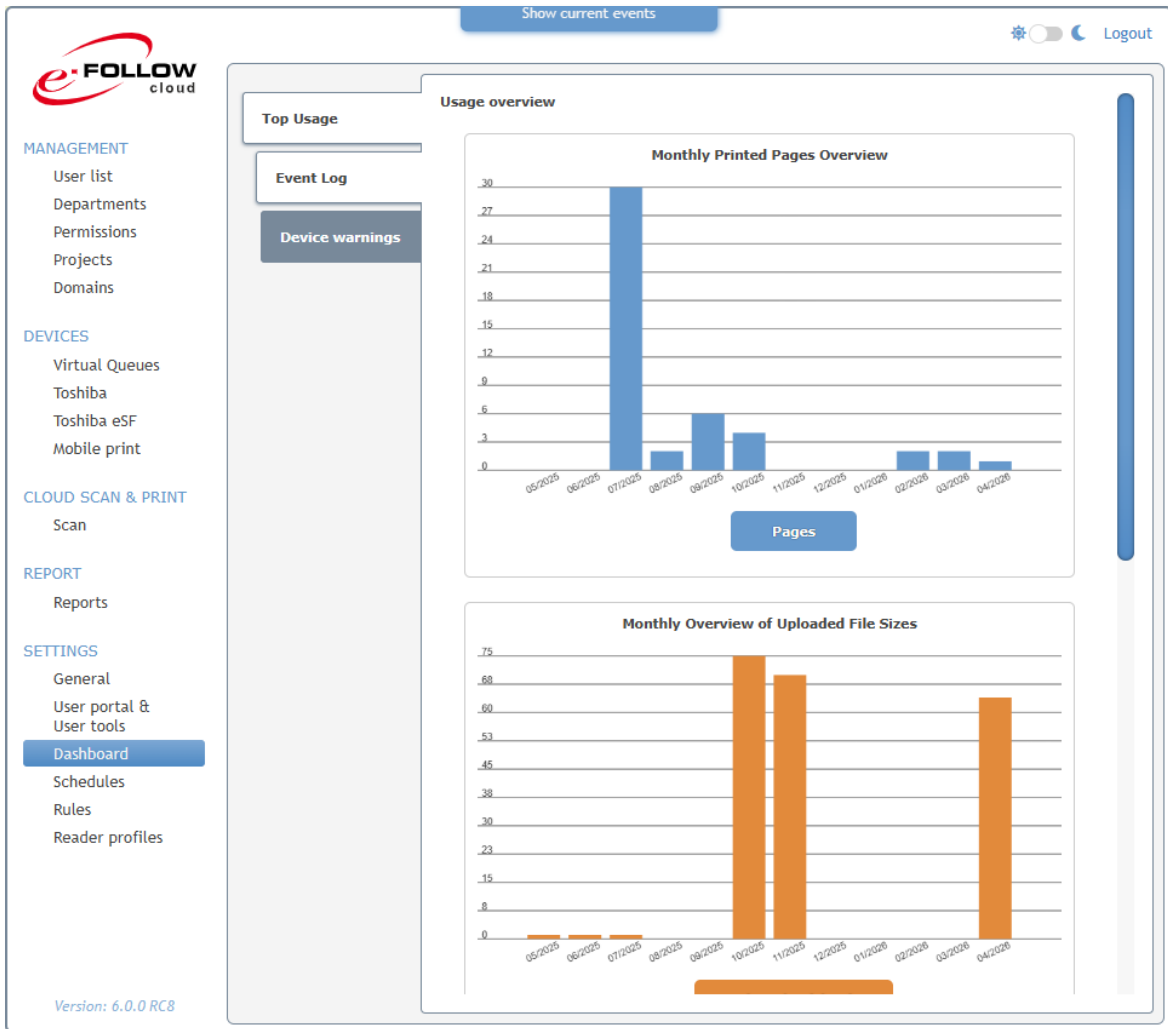 Show current events
Logout
e·FOLLOW
cloud
MANAGEMENT
User list
Departments
Permissions
Projects
Domains
DEVICES
Virtual Queues
Toshiba
Toshiba eSF
Mobile print
CLOUD SCAN & PRINT
Scan
REPORT
Reports
SETTINGS
General
User portal &
User tools
Dashboard
Schedules
Rules
Reader profiles
Version: 6.0.0 RC8
Top Usage
Event Log
Device warnings
Usage overview
Monthly Printed Pages Overview
30
27
24
21
18
15
12
9
6
3
0
05/2025 06/2025 07/2025 08/2025 09/2025 10/2025 11/2025 12/2025 01/2026 02/2026 03/2026 04/2026
Pages
Monthly Overview of Uploaded File Sizes
75
68
60
53
45
38
30
23
15
8
0
05/2025 06/2025 07/2025 08/2025 09/2025 10/2025 11/2025 12/2025 01/2026 02/2026 03/2026 04/2026